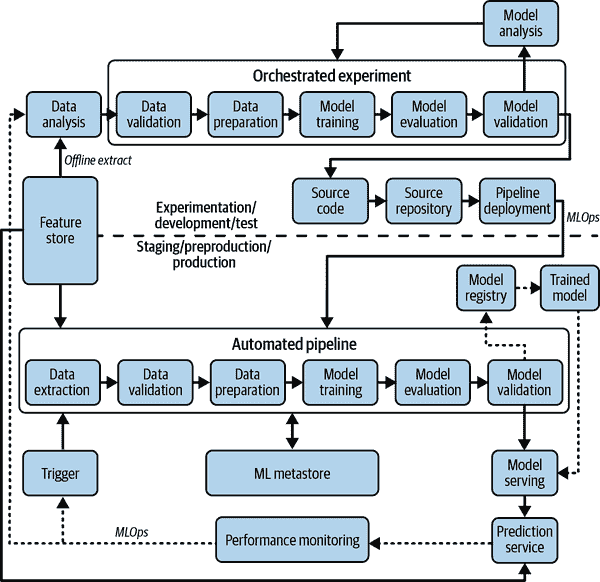 Model
analysis
Orchestrated experiment
Data
analysis
Data
validation
Data
preparation
Model
training
Model
evaluation
Model
validation
Offline extract
Feature
store
Source
code
Source
repository
Pipeline
deployment
Experimentation/
development/test
MLOps
Staging/preproduction/
production
Model
registry
Trained
model
Automated pipeline
Data
extraction
Data
validation
Data
preparation
Model
training
Model
evaluation
Model
validation
Trigger
ML metastore
Model
serving
MLOps
Performance monitoring
Prediction
service